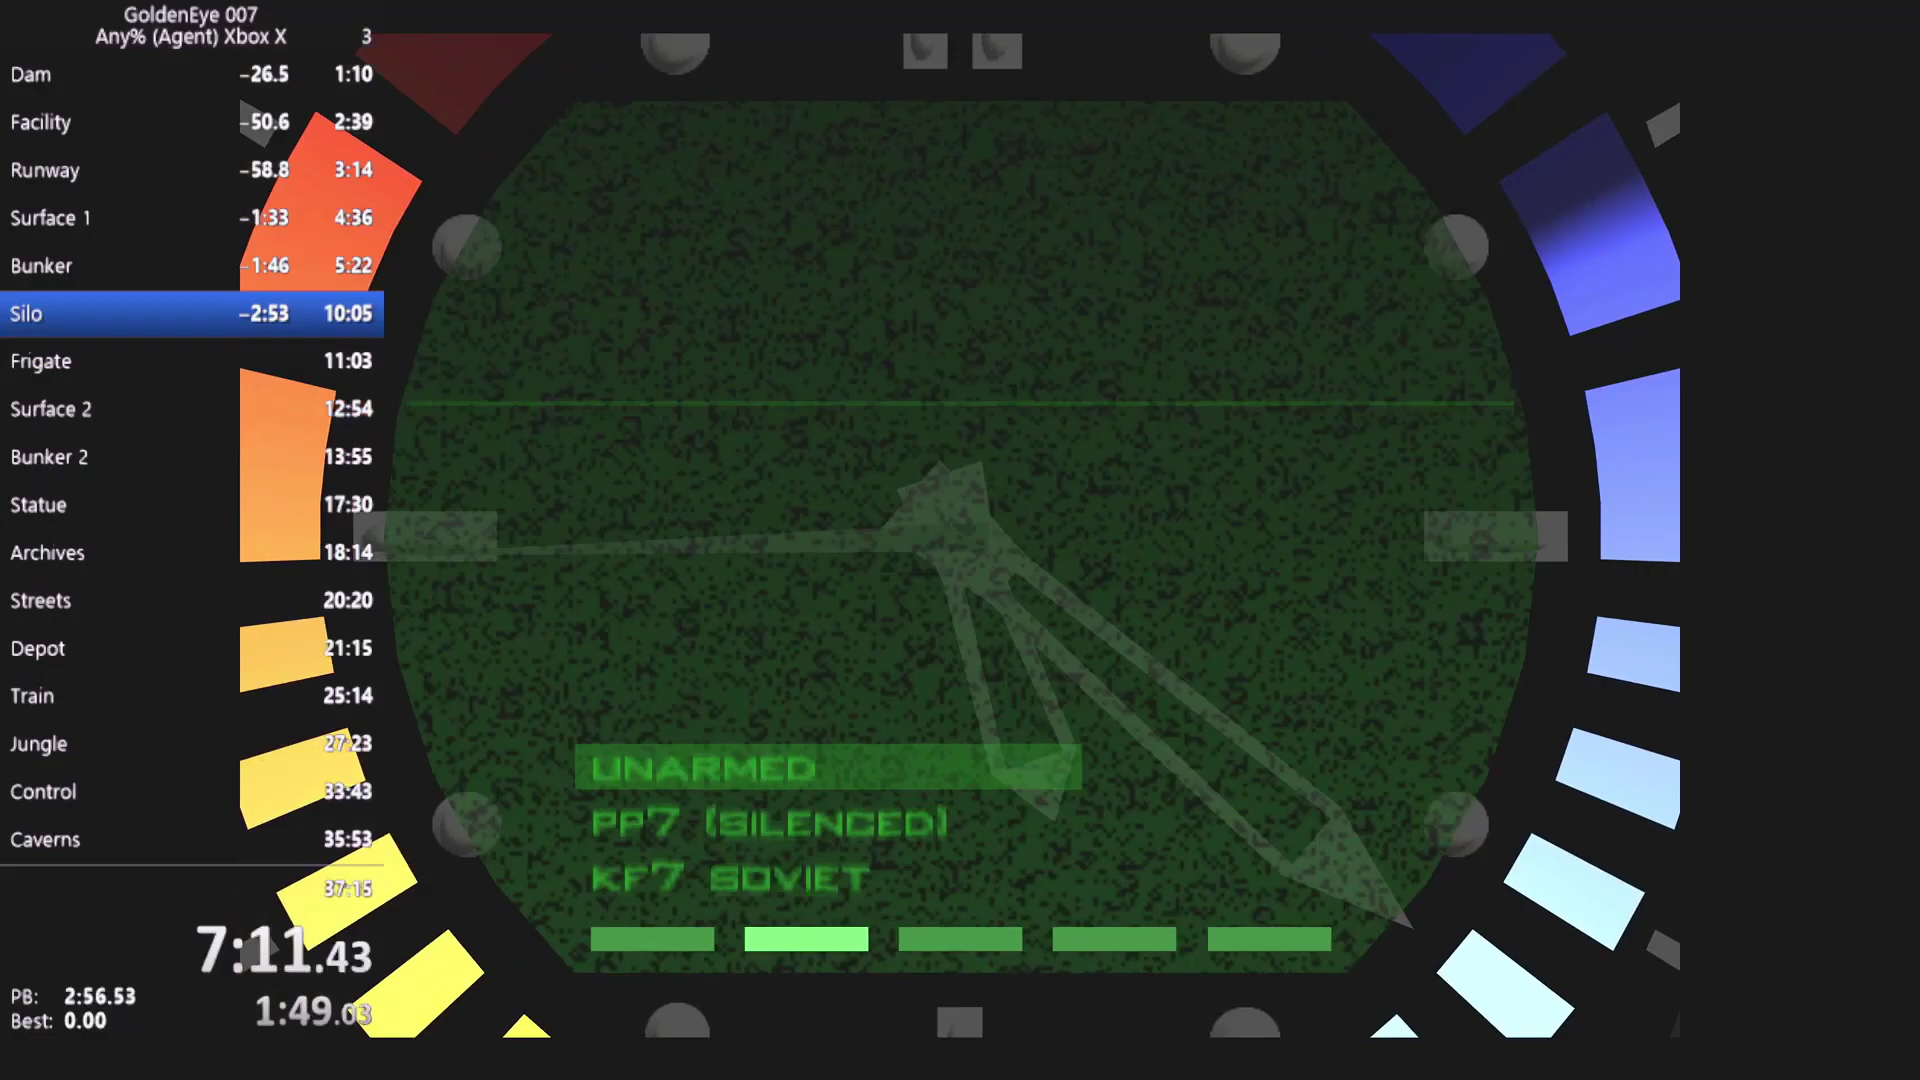 GoldenEye 007
Any% (Agent) Xbox X 3
Dam -26.5 1:10
Facility -50.6 2:39
Runway -58.8 3:14
Surface 1 -1:33 4:36
Bunker -1:46 5:22
Silo -2:53 10:05
Frigate 11:03
Surface 2 12:54
Bunker 2 13:55
Statue 17:30
Archives 18:14
Streets 20:20
Depot 21:15
Train 25:14
Jungle 27:23
Control 33:43
Caverns 35:53
37:15
7:11.43
PB: 2:56.53
1:49.03
Best: 0.00
UNARMED
PP7 (SILENCED)
KF7 SOVIET